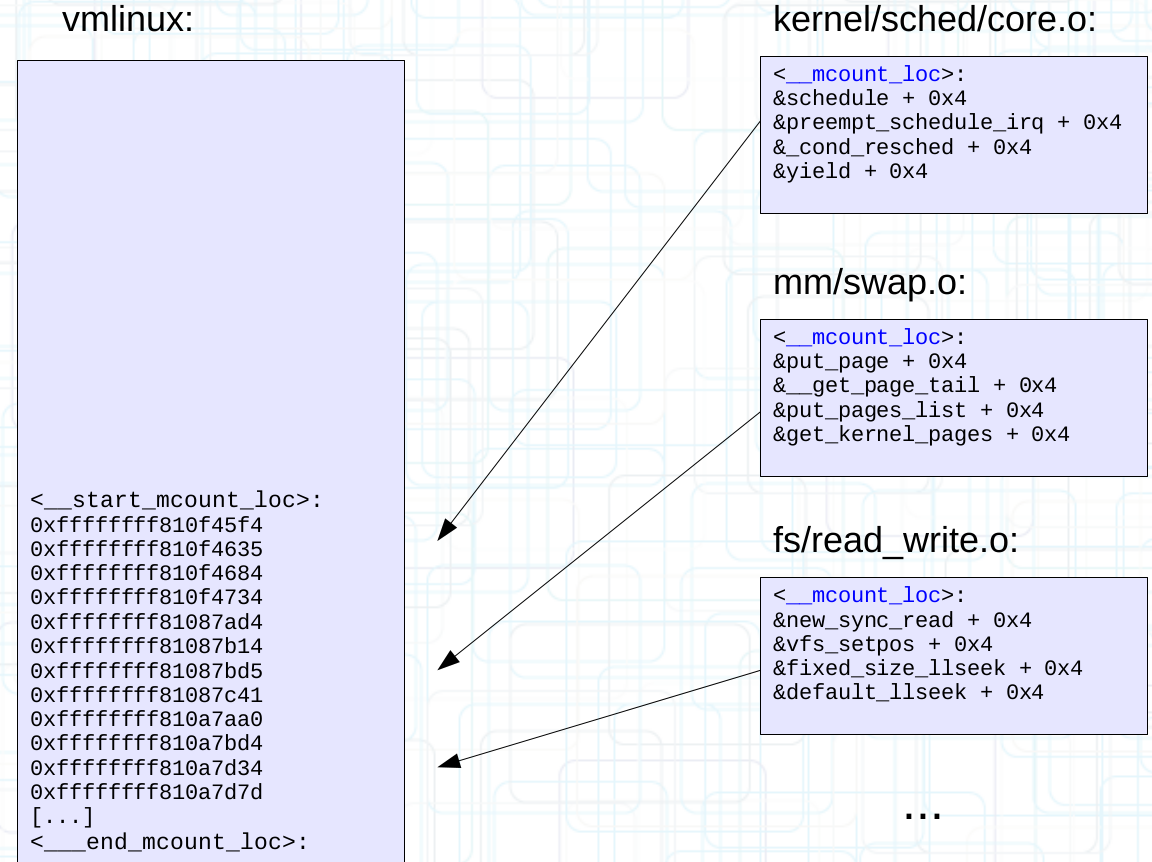 vmlinux:
<__start_mcount_loc>:
0xffffffff810f45f4
0xffffffff810f4635
0xffffffff810f4684
0xffffffff810f4734
0xffffffff81087ad4
0xffffffff81087b14
0xffffffff81087bd5
0xffffffff81087c41
0xffffffff810a7aa0
0xffffffff810a7bd4
0xffffffff810a7d34
0xffffffff810a7d7d
[...]
<___end_mcount_loc>:
kernel/sched/core.o:
<__mcount_loc>:
&schedule + 0x4
&preempt_schedule_irq + 0x4
&_cond_resched + 0x4
&yield + 0x4
mm/swap.o:
<__mcount_loc>:
&put_page + 0x4
&__get_page_tail + 0x4
&put_pages_list + 0x4
&get_kernel_pages + 0x4
fs/read_write.o:
<__mcount_loc>:
&new_sync_read + 0x4
&vfs_setpos + 0x4
&fixed_size_llseek + 0x4
&default_llseek + 0x4
...